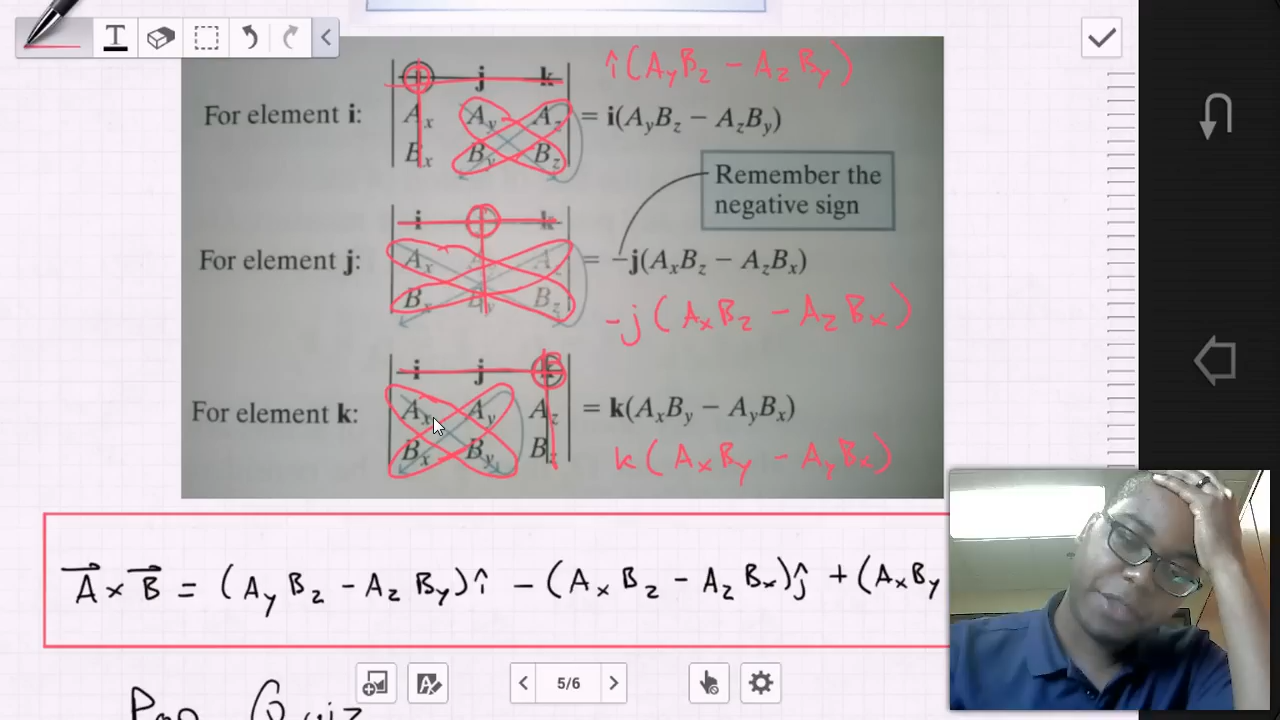 T
î(AyBz − AzBy)
i j k
For element i: Ax Ay Az = i(AyBz − AzBy)
Bx By Bz
Remember the
negative sign
i j k
For element j: Ax Az = −j(AxBz − AzBx)
Bx By Bz
−j(AxBz − AzBx)
i j k
For element k: Ax Ay Az = k(AxBy − AyBx)
Bx By Bz
k(AxBy − AyBx)
A × B = (AyBz − AzBy)î − (AxBz − AzBx)ĵ + (AxBy
A
5/6
Pop Quiz